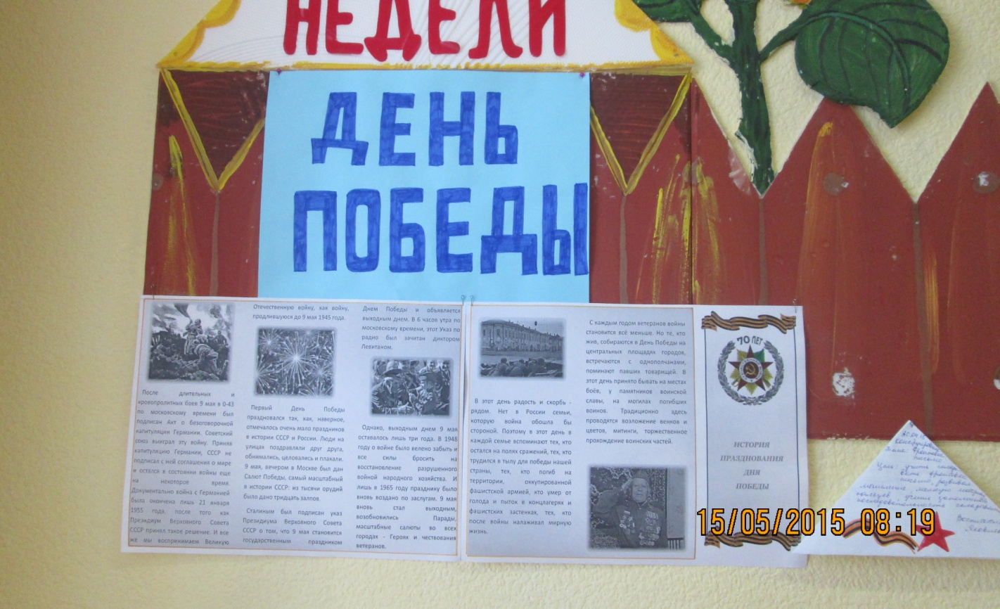 НЕДЕЛИ
ДЕНЬ
ПОБЕДЫ
После длительных и
кровопролитных боев 9 мая в 0-43
по московскому времени был
подписан Акт о безоговорочной
капитуляции Германии. Советский
союз выиграл эту войну. Приняв
капитуляцию Германии, СССР не
подписал с ней соглашения о мире
и остался в состоянии войны еще
на некоторое время.
Документально война с Германией
была окончена лишь 21 января
1955 года, после того как
Президиум Верховного Совета
СССР принял такое решение. И все
же мы воспринимаем Великую
Отечественную войну, как войну,
продлившуюся до 9 мая 1945 года.
Первый День Победы
праздновался так, как, наверное,
отмечалось очень мало праздников
в истории СССР и России. Люди на
улицах поздравляли друг друга,
обнимались, целовались и плакали.
9 мая, вечером в Москве был дан
Салют Победы, самый масштабный
в истории СССР: из тысячи орудий
было дано тридцать залпов.
Сталиным был подписан указ
Президиума Верховного Совета
СССР о том, что 9 мая становится
государственным праздником
Днем Победы и объявляется
выходным днем. В 6 часов утра по
московскому времени, этот Указ по
радио был зачитан диктором
Левитаном.
Однако, выходным днем 9 мая
оставалось лишь три года. В 1948
году о войне было велено забыть и
все силы бросить на
восстановление разрушенного
войной народного хозяйства. И
лишь в 1965 году празднику было
вновь воздано по заслугам. 9 мая
вновь стал выходным,
возобновились Парады,
масштабные салюты во всех
городах - Героях и чествования
ветеранов.
В этот день радость и скорбь -
рядом. Нет в России семьи,
которую война обошла бы
стороной. Поэтому в этот день в
каждой семье вспоминают тех, кто
остался на полях сражений, тех, кто
трудился в тылу для победы нашей
страны, тех, кто погиб на
территории, оккупированной
фашистской армией, кто умер от
голода и пыток в концлагерях и
фашистских застенках, тех, кто
после войны налаживал мирную
жизнь.
С каждым годом ветеранов войны
становится всё меньше. Но те, кто
жив, собираются в День Победы на
центральных площадях городов,
встречаются с однополчанами,
поминают павших товарищей. В
этот день принято бывать на местах
боёв, у памятников воинской
славы, на могилах погибших
воинов. Традиционно здесь
проводятся возложение венков и
цветов, митинги, торжественное
прохождение воинских частей.
70 ЛЕТ
ИСТОРИЯ
ПРАЗДНОВАНИЯ
ДНЯ
ПОБЕДЫ
письмо
Цель: учить
15/05/2015 08:19